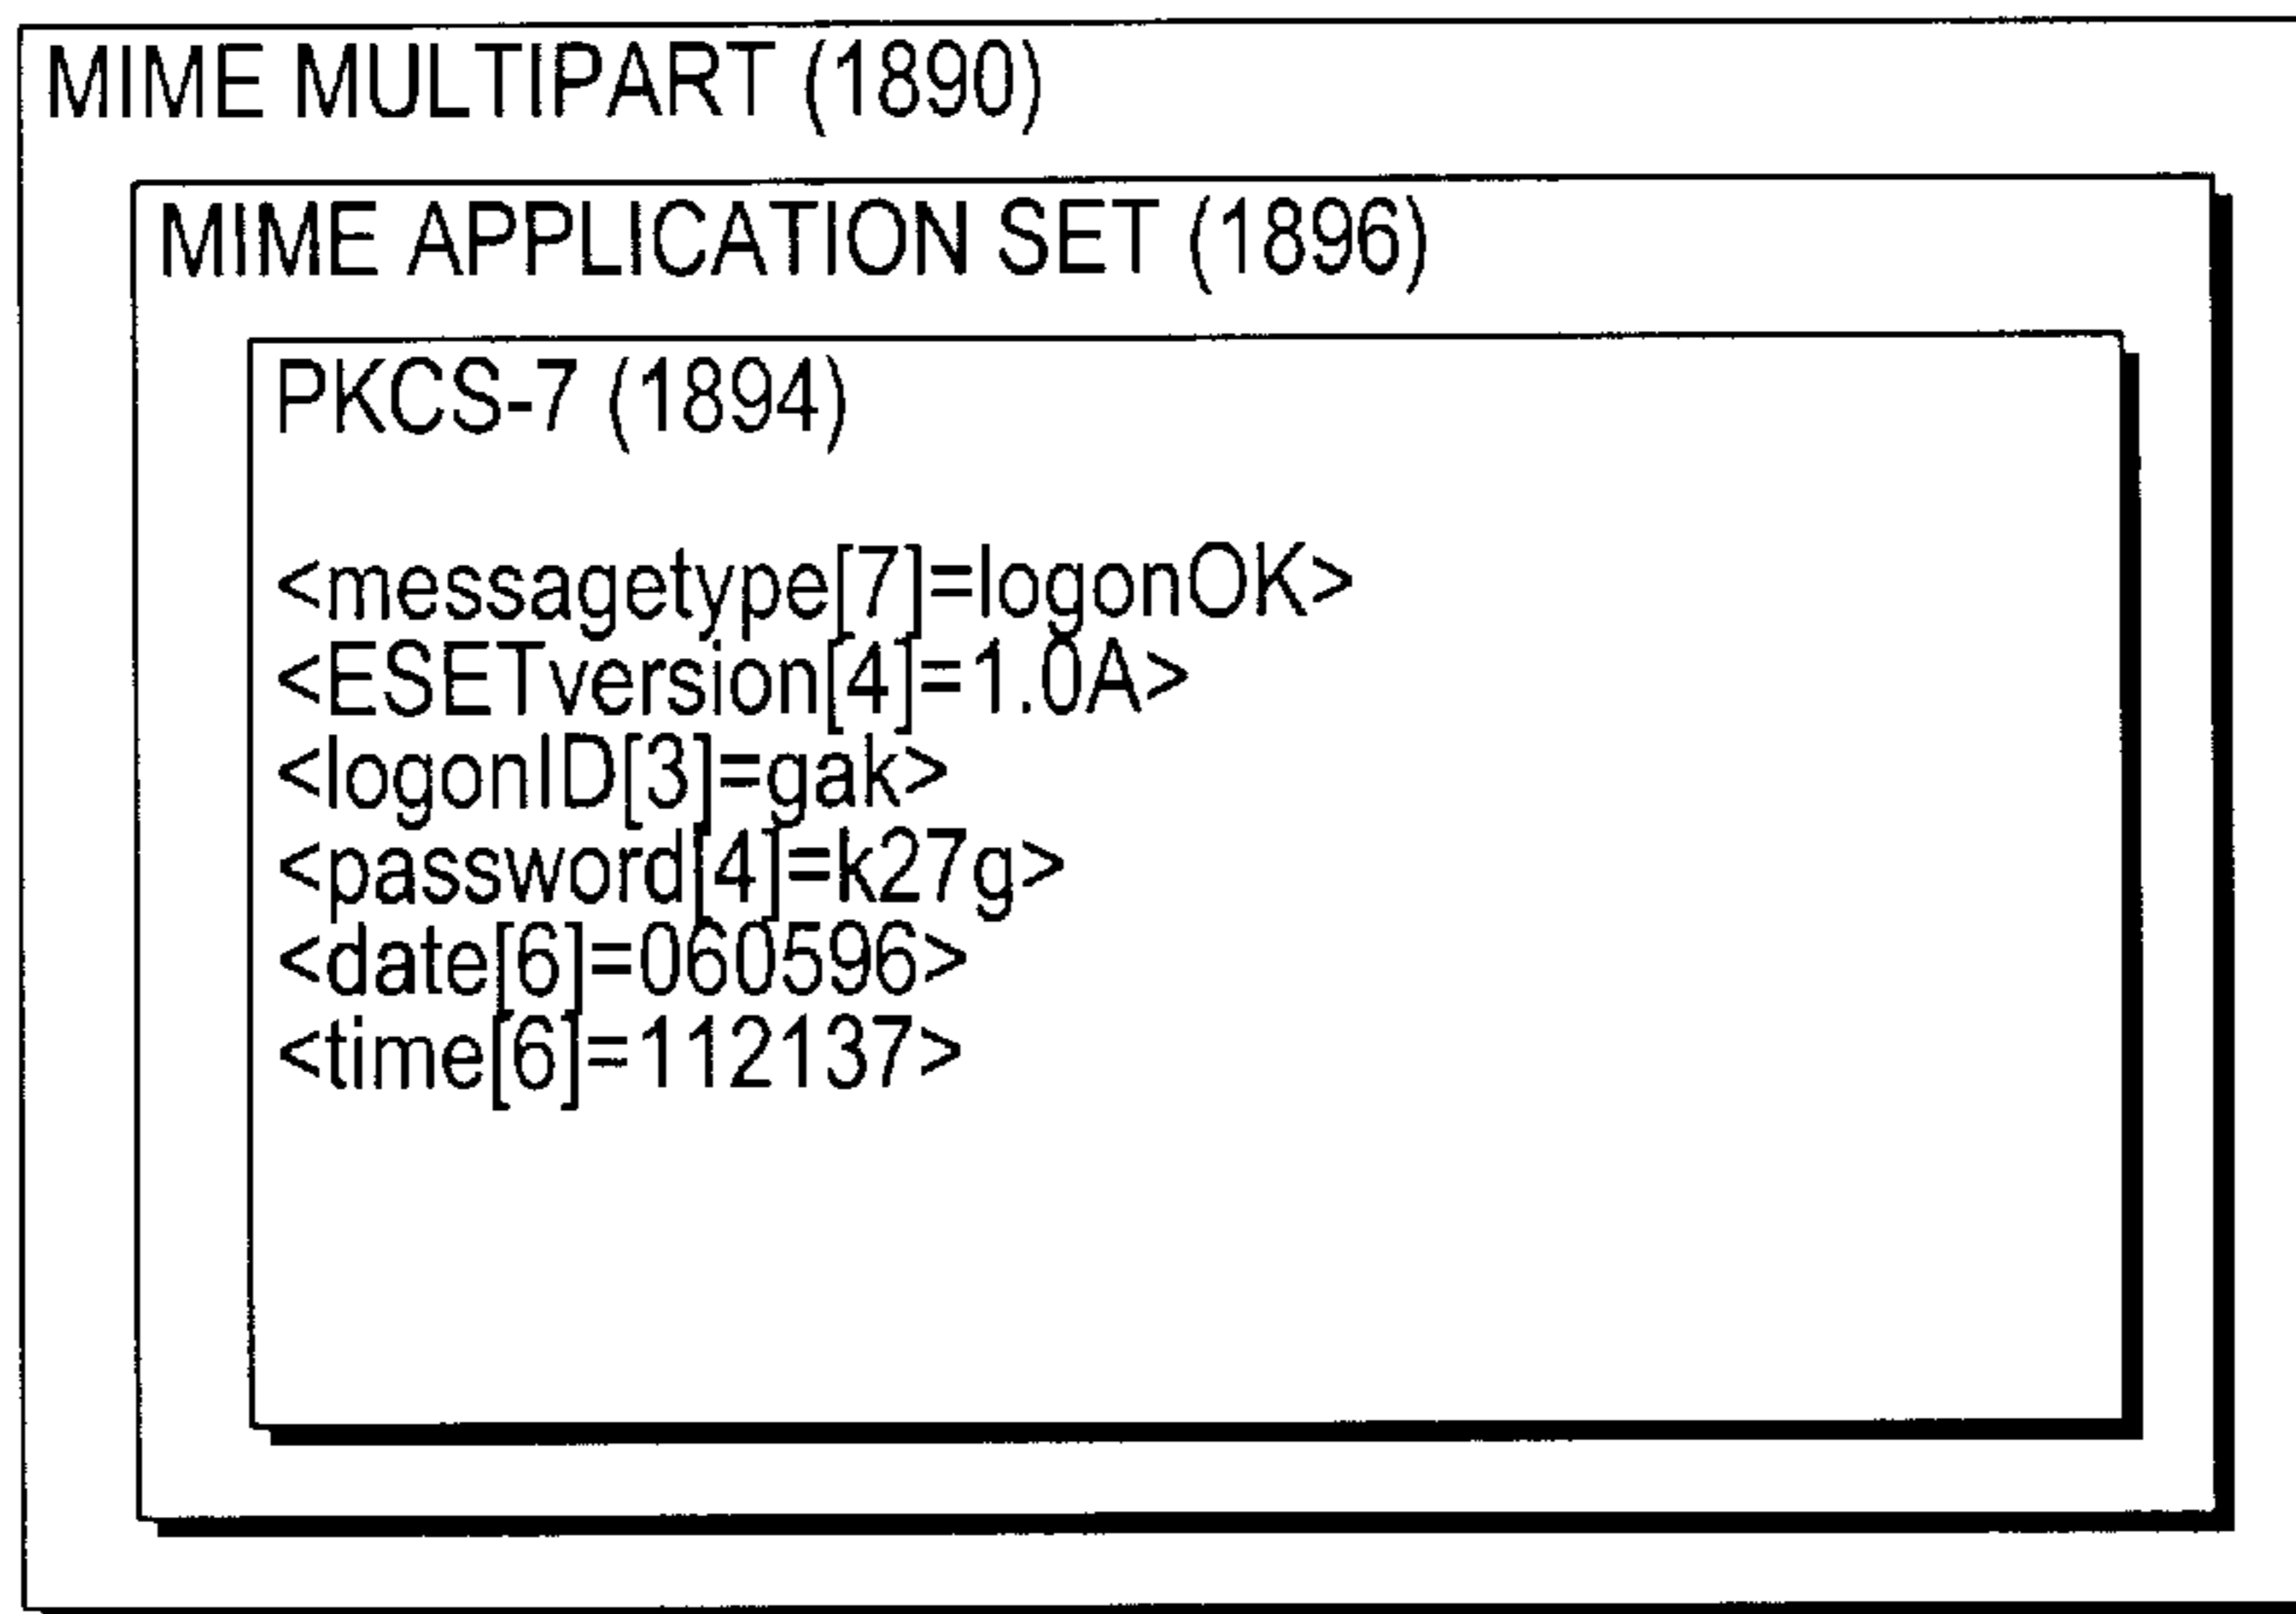 MIME MULTIPART (1890)
MIME APPLICATION SET (1896)
PKCS-7 (1894)
<messagetype[7]=logonOK>
<ESETversion[4]=1.0A>
<logonID[3]=gak>
<password[4]=k27g>
<date[6]=060596>
<time[6]=112137>